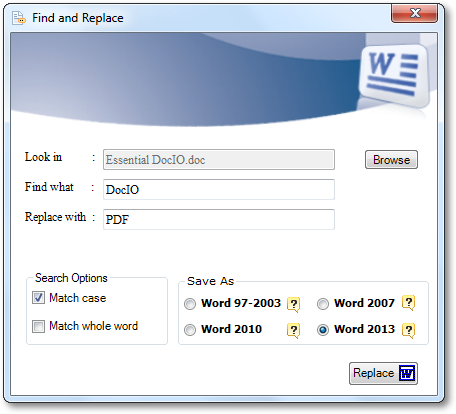 Find and Replace
W
Look in : Essential DocIO.doc Browse
Find what : DocIO
Replace with : PDF
Search Options
Match case
Match whole word
Save As
Word 97-2003 ? Word 2007 ?
Word 2010 ? Word 2013 ?
Replace W